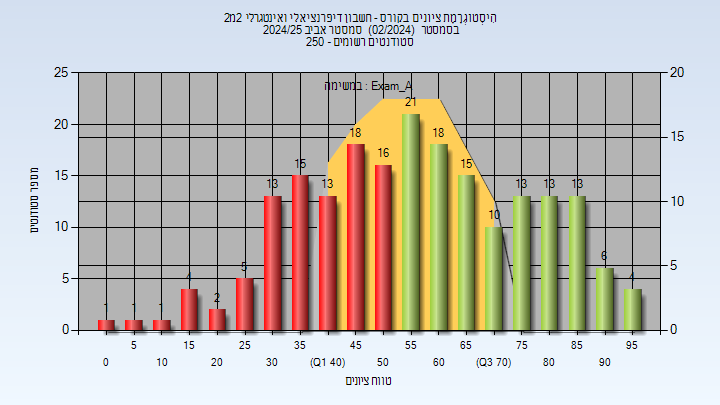 הִיסְטוֹגְרָמַת ציונים בקורס - חשבון דיפרנציאלי ואינטגרלי 2מ2
בסמסטר (02/2024) סמסטר אביב 2024/25
סטודנטים רשומים - 250
במשימה : Exam_A
25 20
20 15
15 10
10 5
5 0
0
1 1 1 4 2 5 13 15 13 18 16 21 18 15 10 13 13 13 6 4
מספר סטודנטים
5 15 25 35 45 55 65 75 85 95
0 10 20 30 (Q1 40) 50 60 (Q3 70) 80 90
טווח ציונים